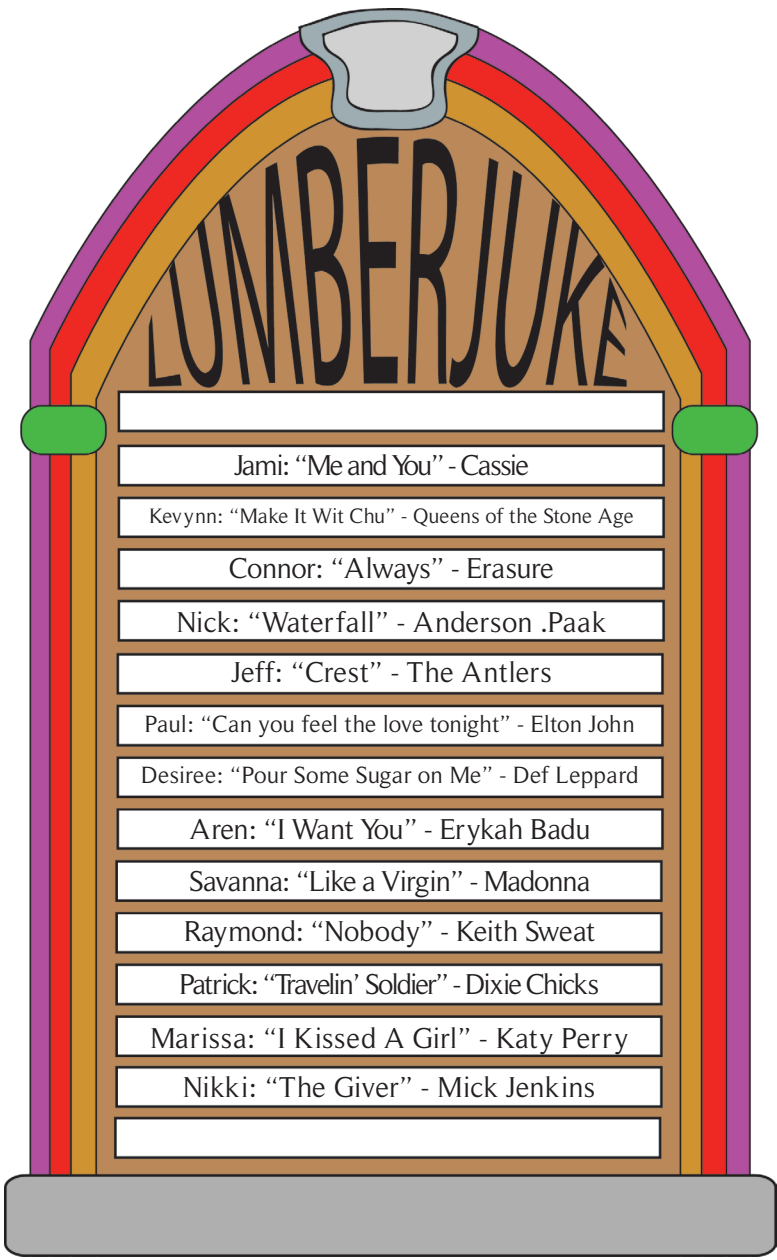 LUMBERJUKE
Jami: “Me and You” - Cassie
Kevynn: “Make It Wit Chu” - Queens of the Stone Age
Connor: “Always” - Erasure
Nick: “Waterfall” - Anderson .Paak
Jeff: “Crest” - The Antlers
Paul: “Can you feel the love tonight” - Elton John
Desiree: “Pour Some Sugar on Me” - Def Leppard
Aren: “I Want You” - Erykah Badu
Savanna: “Like a Virgin” - Madonna
Raymond: “Nobody” - Keith Sweat
Patrick: “Travelin’ Soldier” - Dixie Chicks
Marissa: “I Kissed A Girl” - Katy Perry
Nikki: “The Giver” - Mick Jenkins